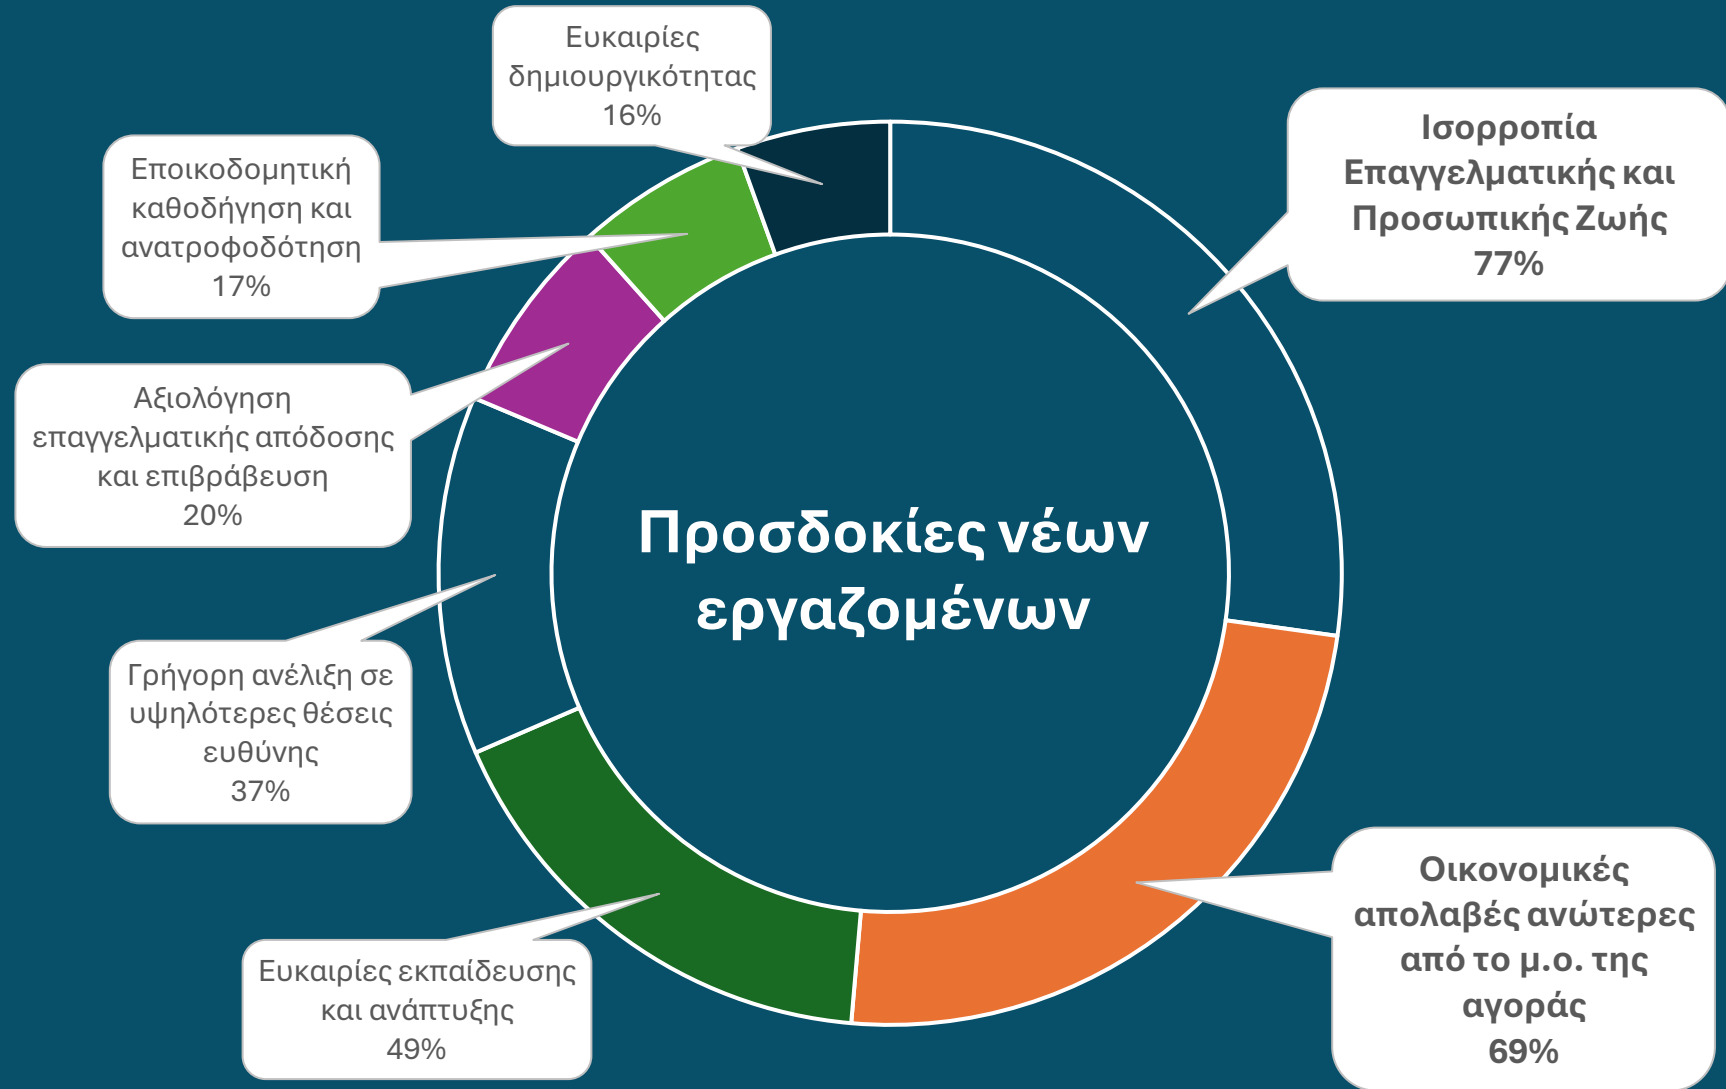 Ευκαιρίες
δημιουργικότητας
16%
Ισορροπία
Επαγγελματικής και
Προσωπικής Ζωής
77%
Εποικοδομητική
καθοδήγηση και
ανατροφοδότηση
17%
Αξιολόγηση
επαγγελματικής απόδοσης
και επιβράβευση
20%
Προσδοκίες νέων
εργαζομένων
Γρήγορη ανέλιξη σε
υψηλότερες θέσεις
ευθύνης
37%
Οικονομικές
απολαβές ανώτερες
από το μ.ο. της
αγοράς
69%
Ευκαιρίες εκπαίδευσης
και ανάπτυξης
49%